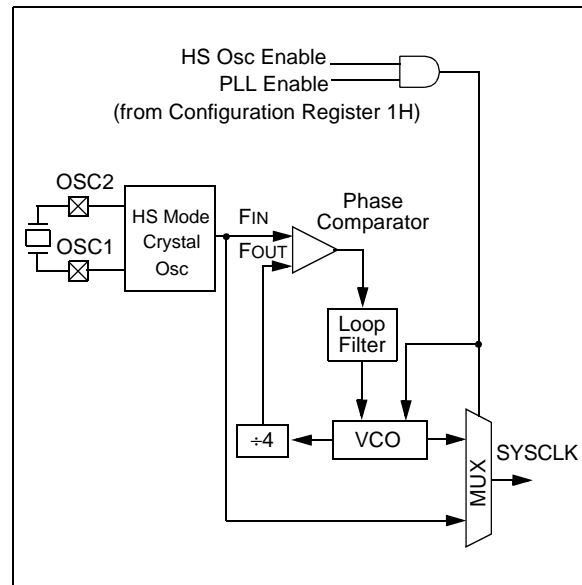 HS Osc Enable
PLL Enable
(from Configuration Register 1H)
OSC2
OSC1
HS Mode
Crystal
Osc
FIN
FOUT
Phase
Comparator
Loop
Filter
÷4
VCO
MUX
SYSCLK